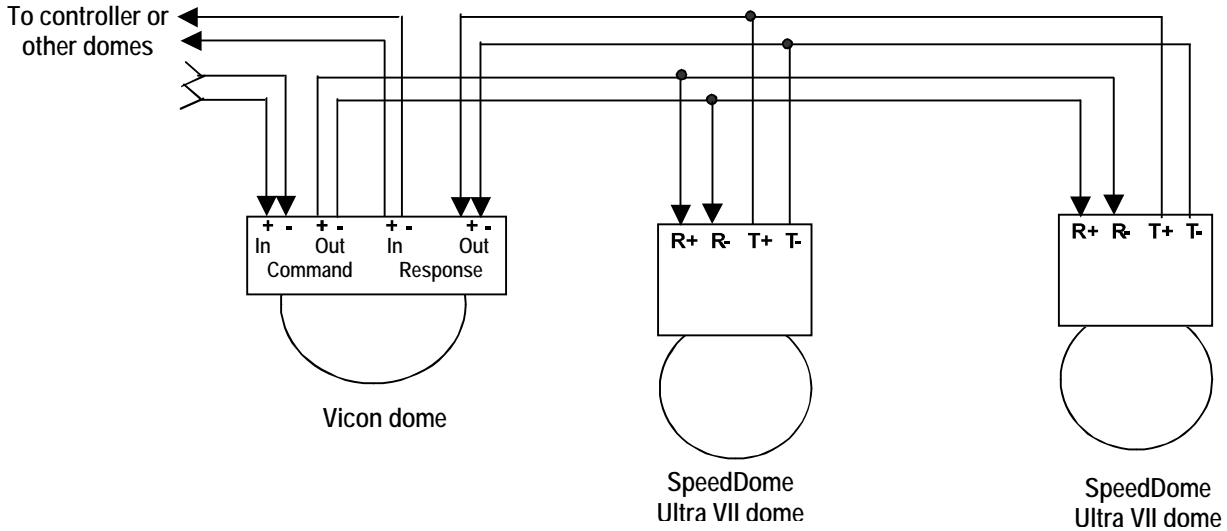 To controller or
other domes
+ - + - + - + -
In Out In Out
Command Response
R+ R- T+ T-
R+ R- T+ T-
Vicon dome
SpeedDome
Ultra VII dome
SpeedDome
Ultra VII dome